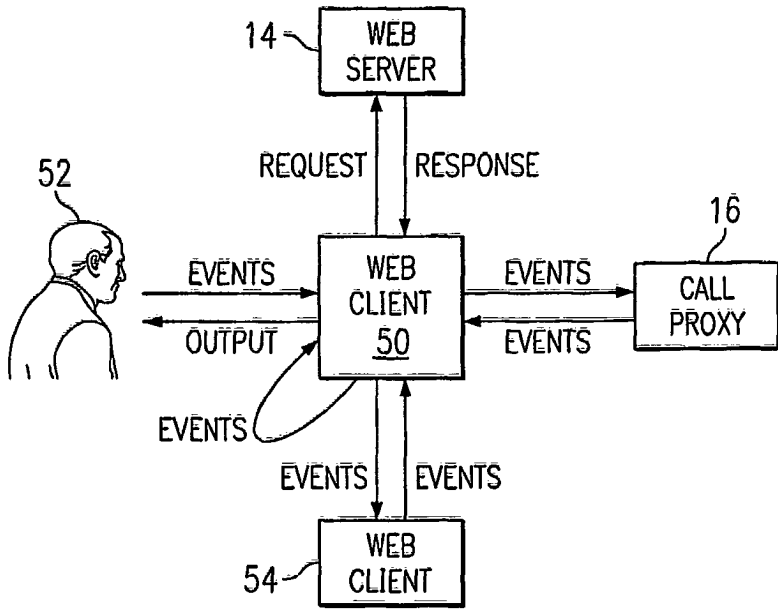 14
WEB
SERVER
REQUEST
RESPONSE
52
16
EVENTS
WEB
CLIENT
50
EVENTS
CALL
PROXY
OUTPUT
EVENTS
EVENTS
EVENTS
EVENTS
54
WEB
CLIENT